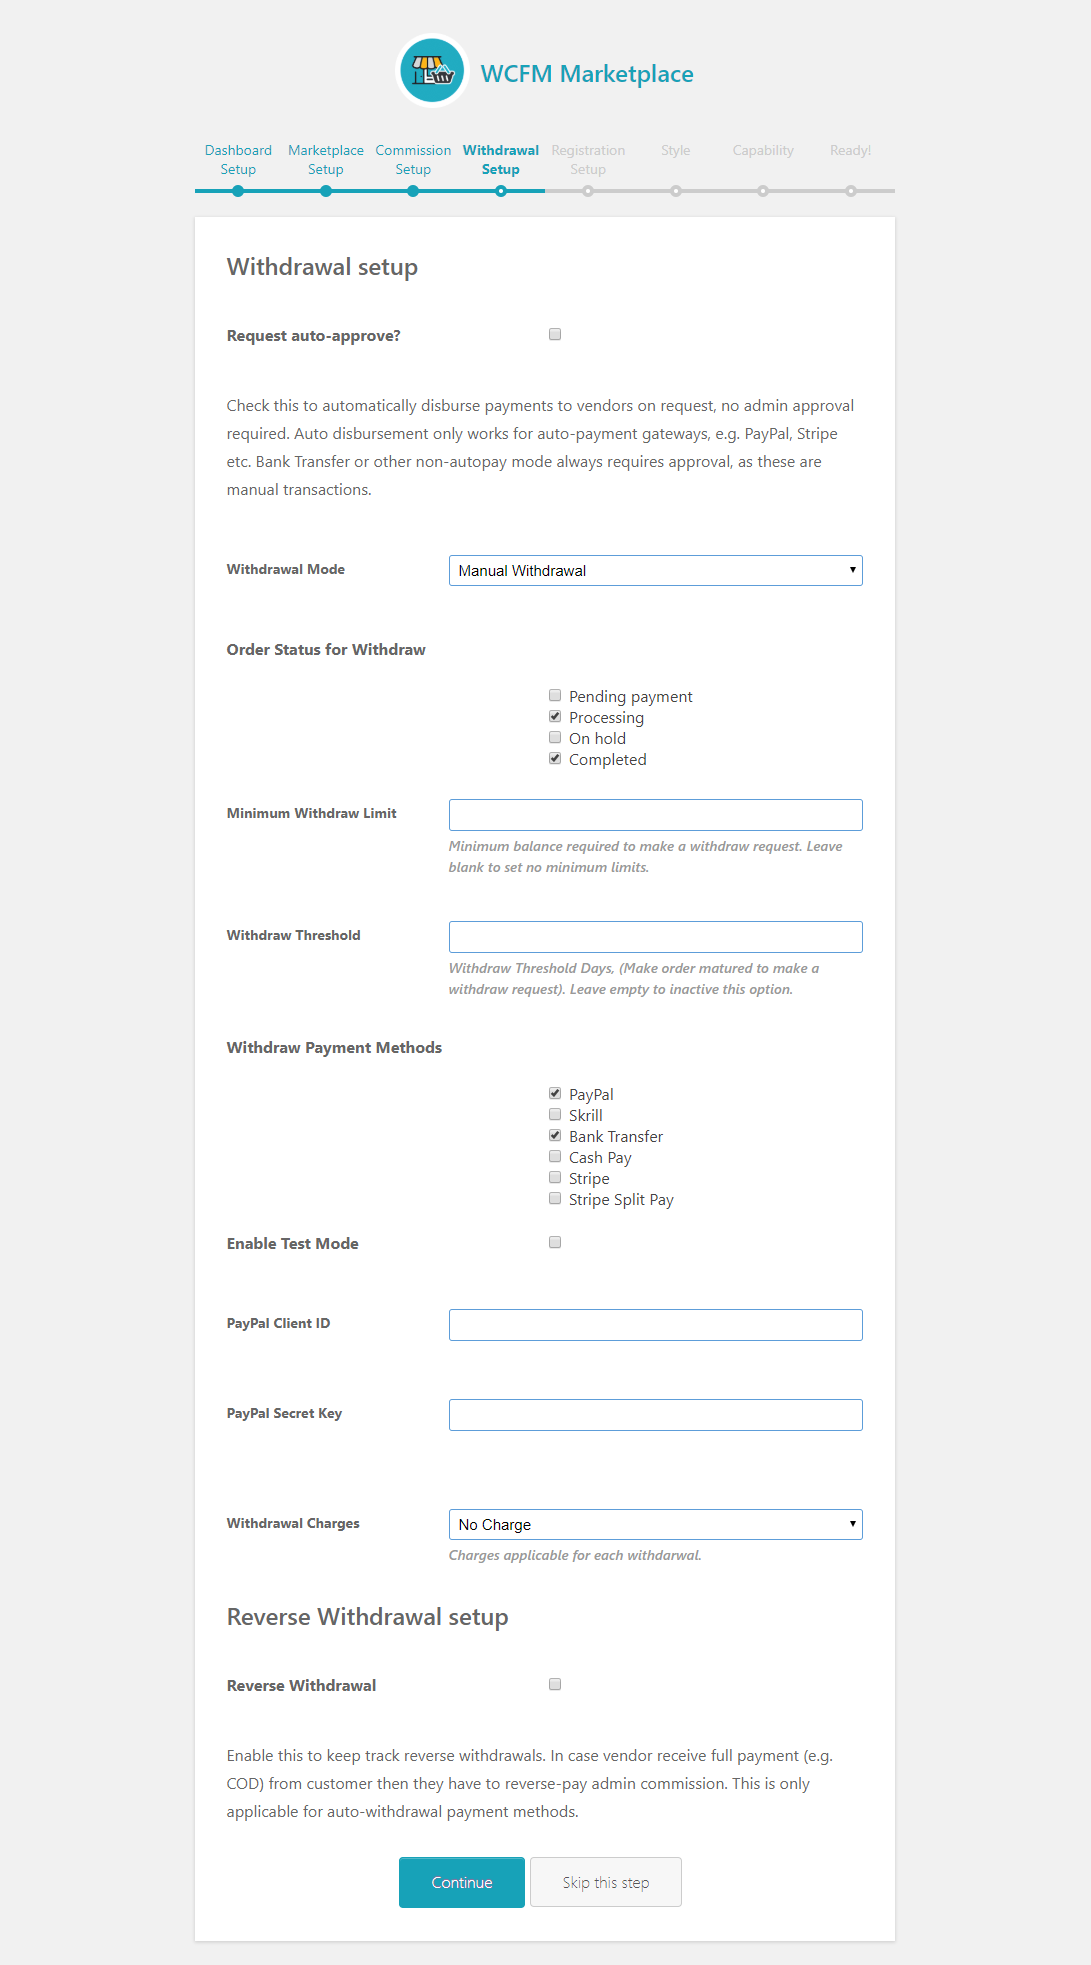 WCFM Marketplace
Dashboard Setup
Marketplace Setup
Commission Setup
Withdrawal Setup
Registration Setup
Style
Capability
Ready!
Withdrawal setup
Request auto-approve?
Check this to automatically disburse payments to vendors on request, no admin approval
required. Auto disbursement only works for auto-payment gateways, e.g. PayPal, Stripe
etc. Bank Transfer or other non-autopay mode always requires approval, as these are
manual transactions.
Withdrawal Mode
Manual Withdrawal
Order Status for Withdraw
Pending payment
Processing
On hold
Completed
Minimum Withdraw Limit
Minimum balance required to make a withdraw request. Leave
blank to set no minimum limits.
Withdraw Threshold
Withdraw Threshold Days, (Make order matured to make a
withdraw request). Leave empty to inactive this option.
Withdraw Payment Methods
PayPal
Skrill
Bank Transfer
Cash Pay
Stripe
Stripe Split Pay
Enable Test Mode
PayPal Client ID
PayPal Secret Key
Withdrawal Charges
No Charge
Charges applicable for each withdarwal.
Reverse Withdrawal setup
Reverse Withdrawal
Enable this to keep track reverse withdrawals. In case vendor receive full payment (e.g.
COD) from customer then they have to reverse-pay admin commission. This is only
applicable for auto-withdrawal payment methods.
Continue
Skip this step